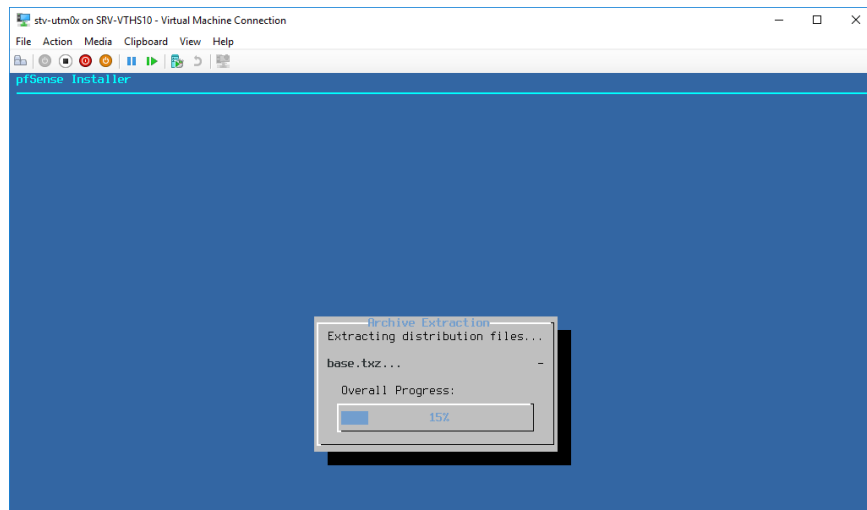 stv-utm0x on SRV-VTHS10 - Virtual Machine Connection
File Action Media Clipboard View Help
pfSense Installer
Archive Extraction
Extracting distribution files...
base.txz... -
Overall Progress:
15%